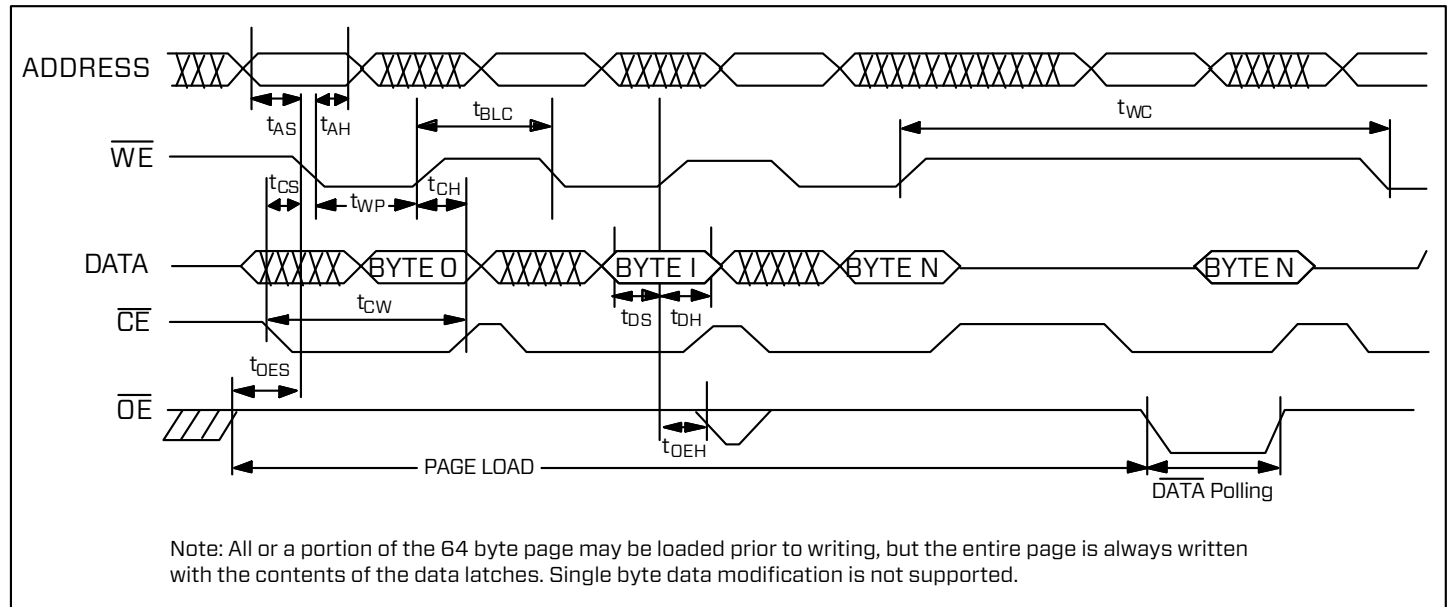 ADDRESS
tAS
tAH
tBLC
tWC
WE
tCS
tWP
tCH
DATA
BYTE 0
BYTE I
BYTE N
BYTE N
tCW
tDS
tDH
CE
tOES
OE
tOEH
PAGE LOAD
DATA Polling
Note: All or a portion of the 64 byte page may be loaded prior to writing, but the entire page is always written
with the contents of the data latches. Single byte data modification is not supported.